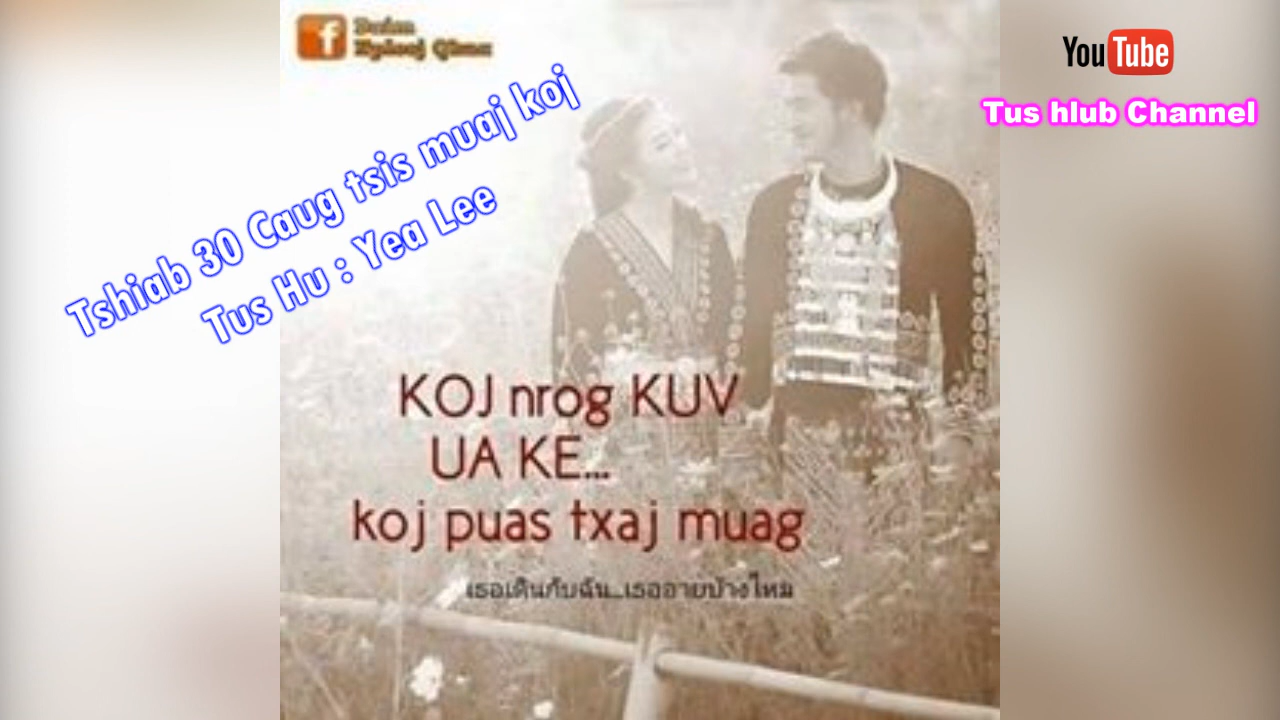 Tshiab 30 Caug tsis muaj koj
Tus Hu : Yea Lee
YouTube
Tus hlub Channel
KOJ nrog KUV
UA KE...
koj puas txaj muag
เธอเดินกับฉัน...เธออายบ้างไหม